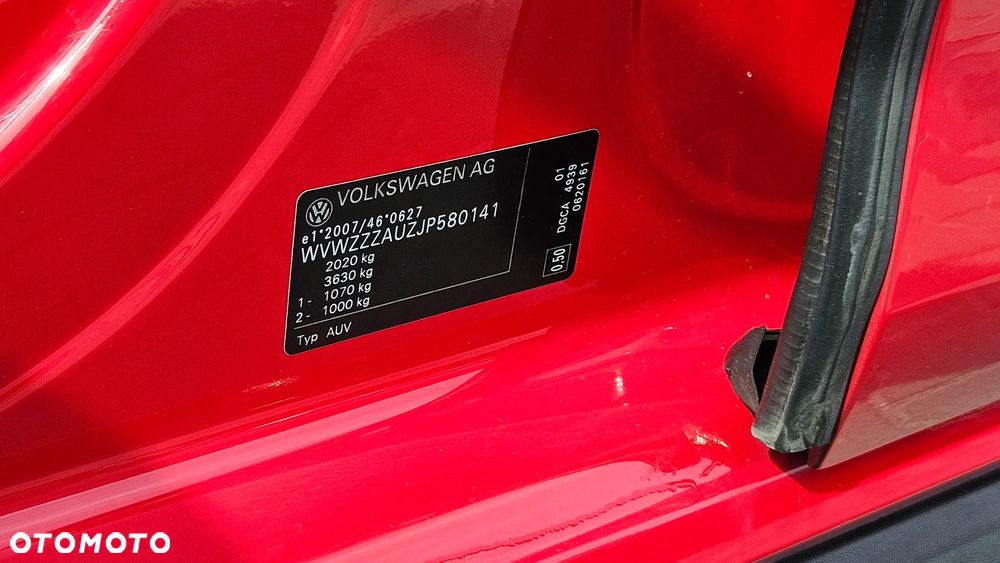 VOLKSWAGEN AG
e1*2007/46*0627
WVWZZZAUZJP580141
2020 kg
3630 kg
1- 1070 kg
2- 1000 kg
Typ AUV
01
DGCA 4939
0620161
0,50
OTOMOTO